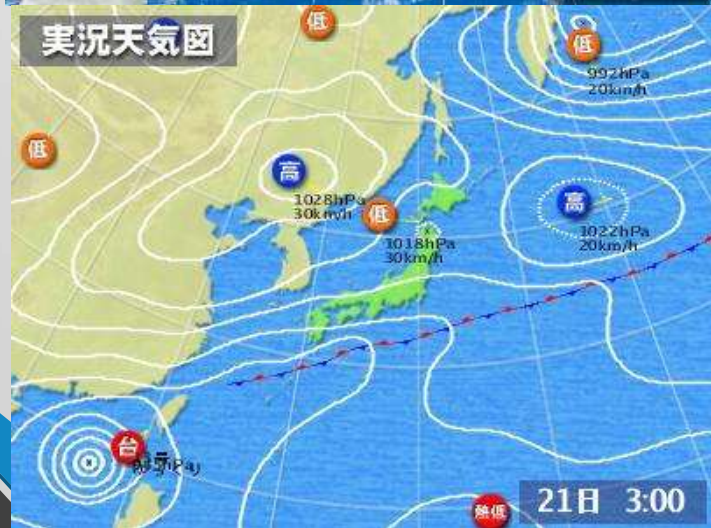 実況天気図
低
低
992hPa
20km/h
低
高
1028hPa
30km/h
低
1018hPa
30km/h
高
1022hPa
20km/h
台
熱低
21日 3:00